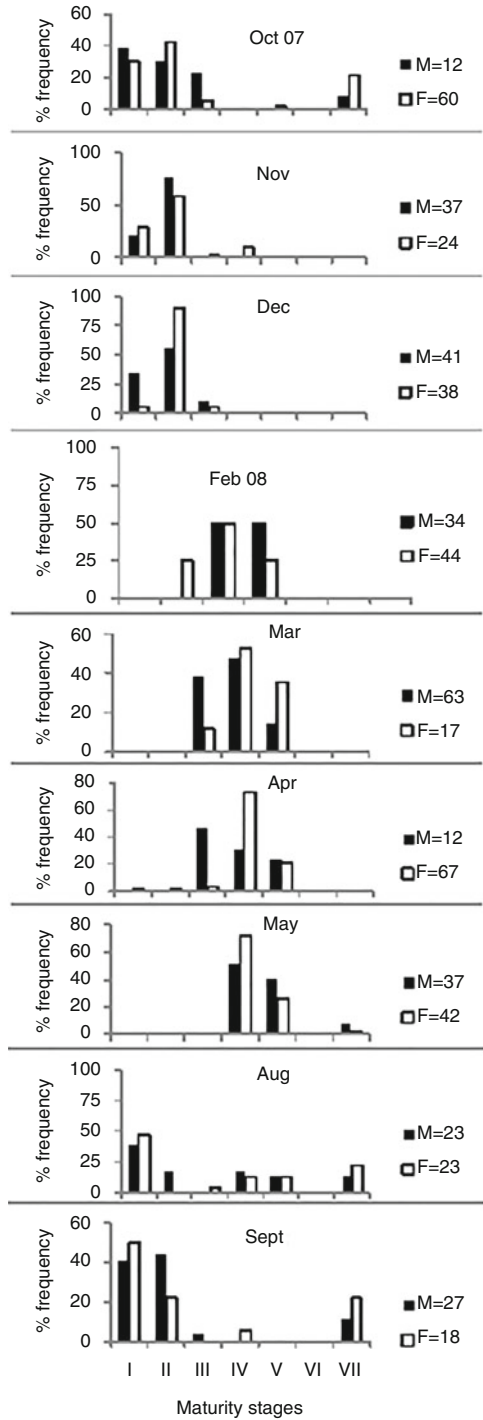 Oct 07
% frequency
60
40
20
0
M=12
F=60
Nov
% frequency
100
50
0
M=37
F=24
Dec
% frequency
100
75
50
25
0
M=41
F=38
Feb 08
% frequency
100
75
50
25
0
M=34
F=44
Mar
% frequency
60
40
20
0
M=63
F=17
Apr
% frequency
80
60
40
20
0
M=12
F=67
May
% frequency
80
60
40
20
0
M=37
F=42
Aug
% frequency
100
75
50
25
0
M=23
F=23
Sept
% frequency
60
40
20
0
M=27
F=18
I II III IV V VI VII
Maturity stages